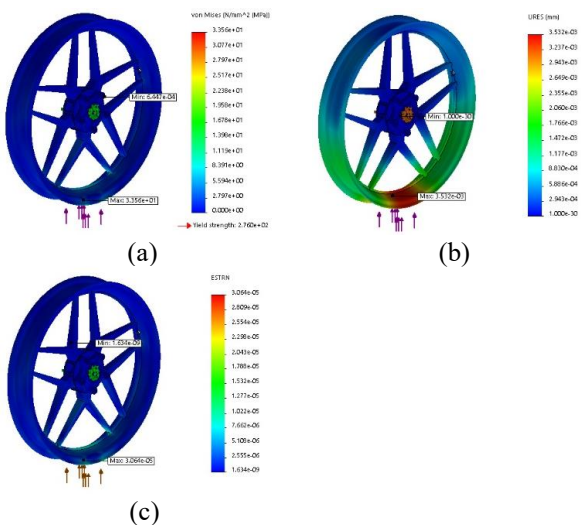 von Mises (N/mm^2 (MPa))
3.356e+01
3.077e+01
2.517e+01
2.238e+01
1.958e+01
1.678e+01
1.398e+01
1.119e+01
8.391e+00
5.594e+00
2.797e+00
0.000e+00
Yield strength: 2.760e+02
Min: 6.447e-04
Max: 3.356e+01
(a)
URES (mm)
3.532e-03
3.237e-03
2.943e-03
2.649e-03
2.355e-03
2.060e-03
1.766e-03
1.472e-03
1.177e-03
8.830e-04
5.886e-04
2.943e-04
1.000e-30
Min: 1.000e-30
Max: 3.532e-03
(b)
ESTRN
3.064e-05
2.809e-05
2.554e-05
2.298e-05
2.043e-05
1.788e-05
1.532e-05
1.277e-05
1.022e-05
7.662e-06
5.108e-06
2.555e-06
1.634e-09
Min: 1.634e-09
Max: 3.064e-05
(c)